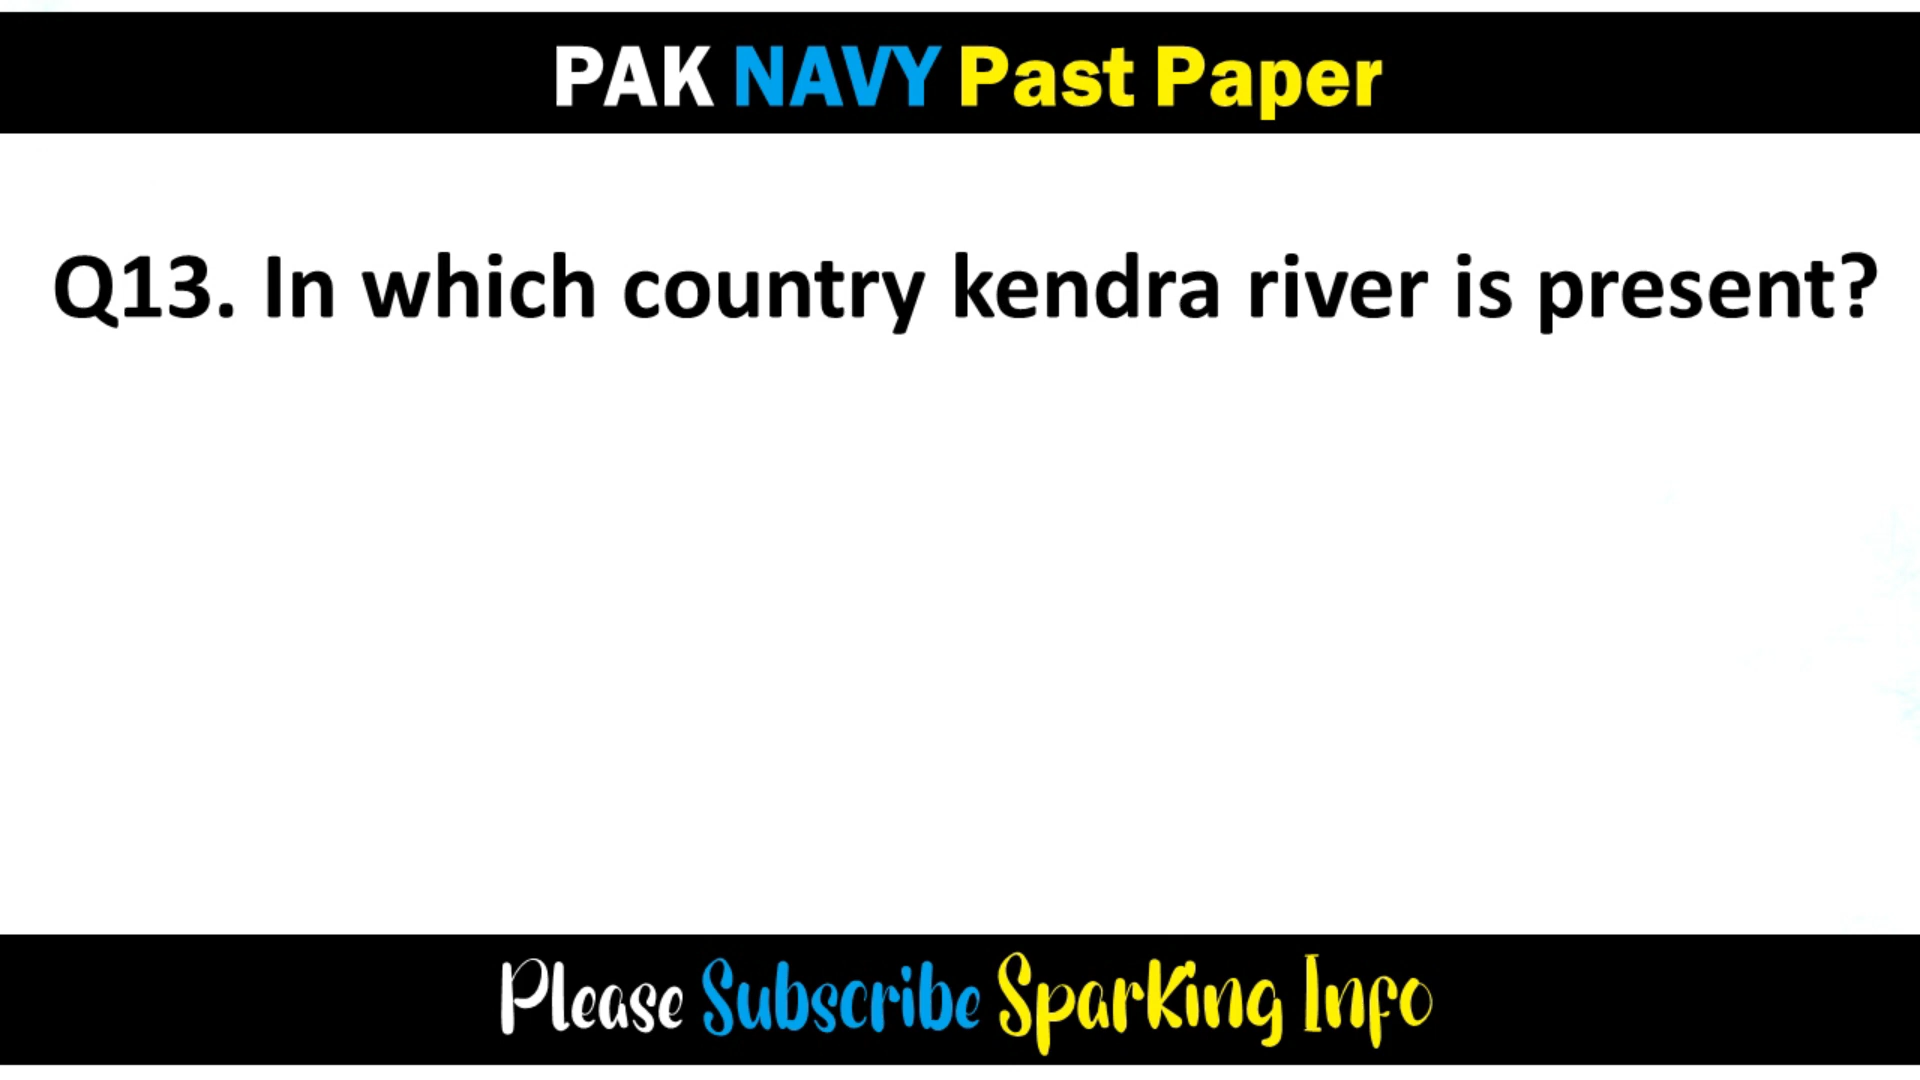 PAK NAVY Past Paper
Q13. In which country kendra river is present?
Please Subscribe Sparking Info